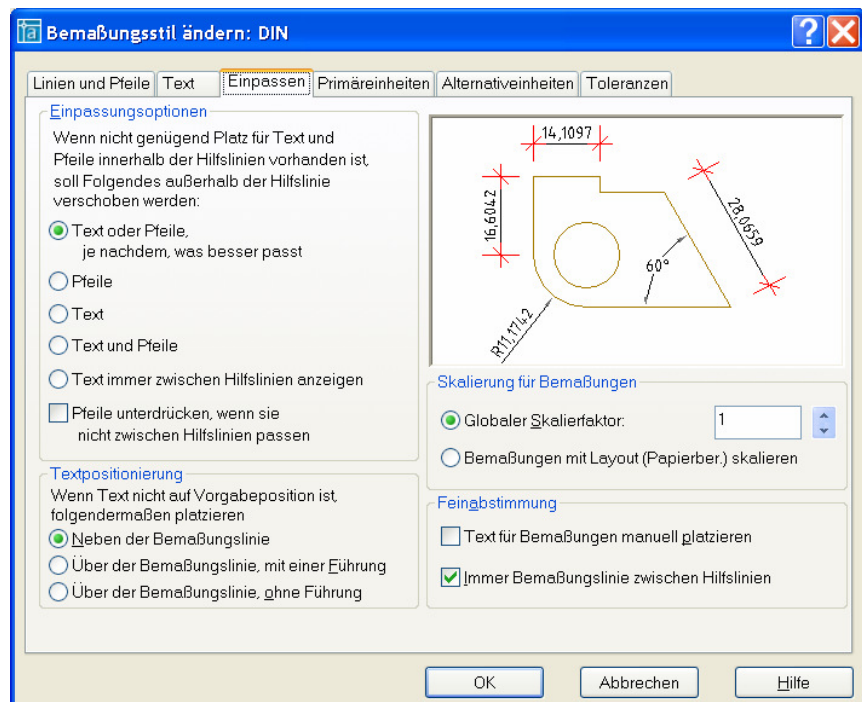 Bemaßungsstil ändern: DIN
Linien und Pfeile
Text
Einpassen
Primäreinheiten
Alternativeinheiten
Toleranzen
Einpassungsoptionen
Wenn nicht genügend Platz für Text und
Pfeile innerhalb der Hilfslinien vorhanden ist,
soll Folgendes außerhalb der Hilfslinie
verschoben werden:
Text oder Pfeile,
je nachdem, was besser passt
Pfeile
Text
Text und Pfeile
Text immer zwischen Hilfslinien anzeigen
Pfeile unterdrücken, wenn sie
nicht zwischen Hilfslinien passen
Textpositionierung
Wenn Text nicht auf Vorgabeposition ist,
folgendermaßen platzieren
Neben der Bemaßungslinie
Über der Bemaßungslinie, mit einer Führung
Über der Bemaßungslinie, ohne Führung
14,1097
16,6042
28,0659
60°
R11,1742
Skalierung für Bemaßungen
Globaler Skalierfaktor:
1
Bemaßungen mit Layout (Papierber.) skalieren
Feinabstimmung
Text für Bemaßungen manuell platzieren
Immer Bemaßungslinie zwischen Hilfslinien
OK
Abbrechen
Hilfe